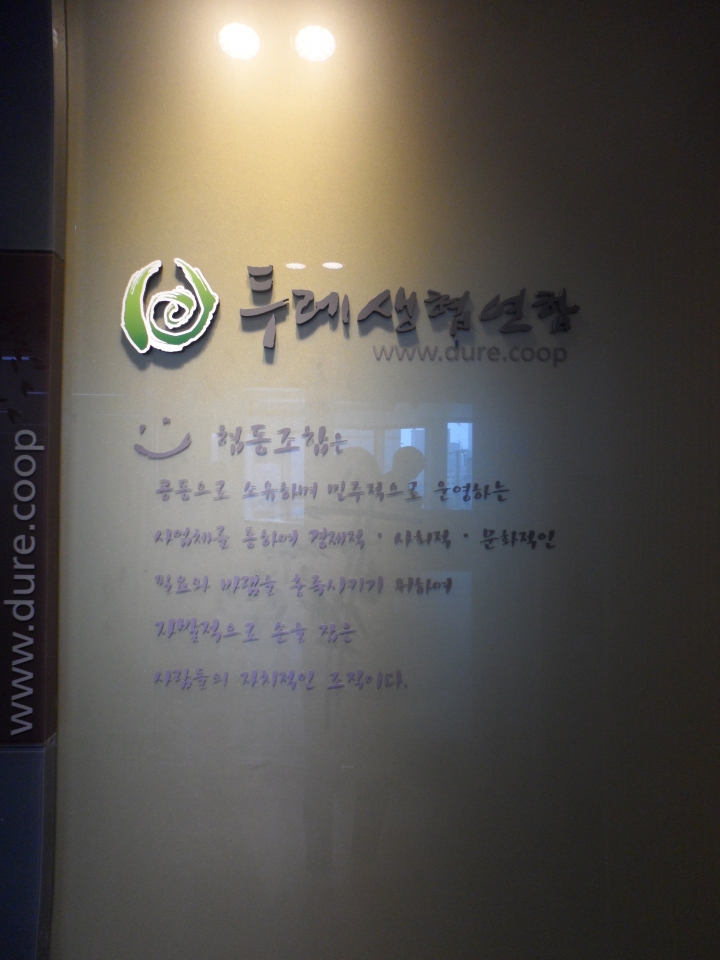 두레생협연합
www.dure.coop
협동조합은
공동으로 소유하며 민주적으로 운영하는
사업체를 통하여 경제적·사회적·문화적인
필요와 바램을 충족시키기 위하여
자발적으로 손을 잡은
사람들의 자치적인 조직이다.
www.dure.coop